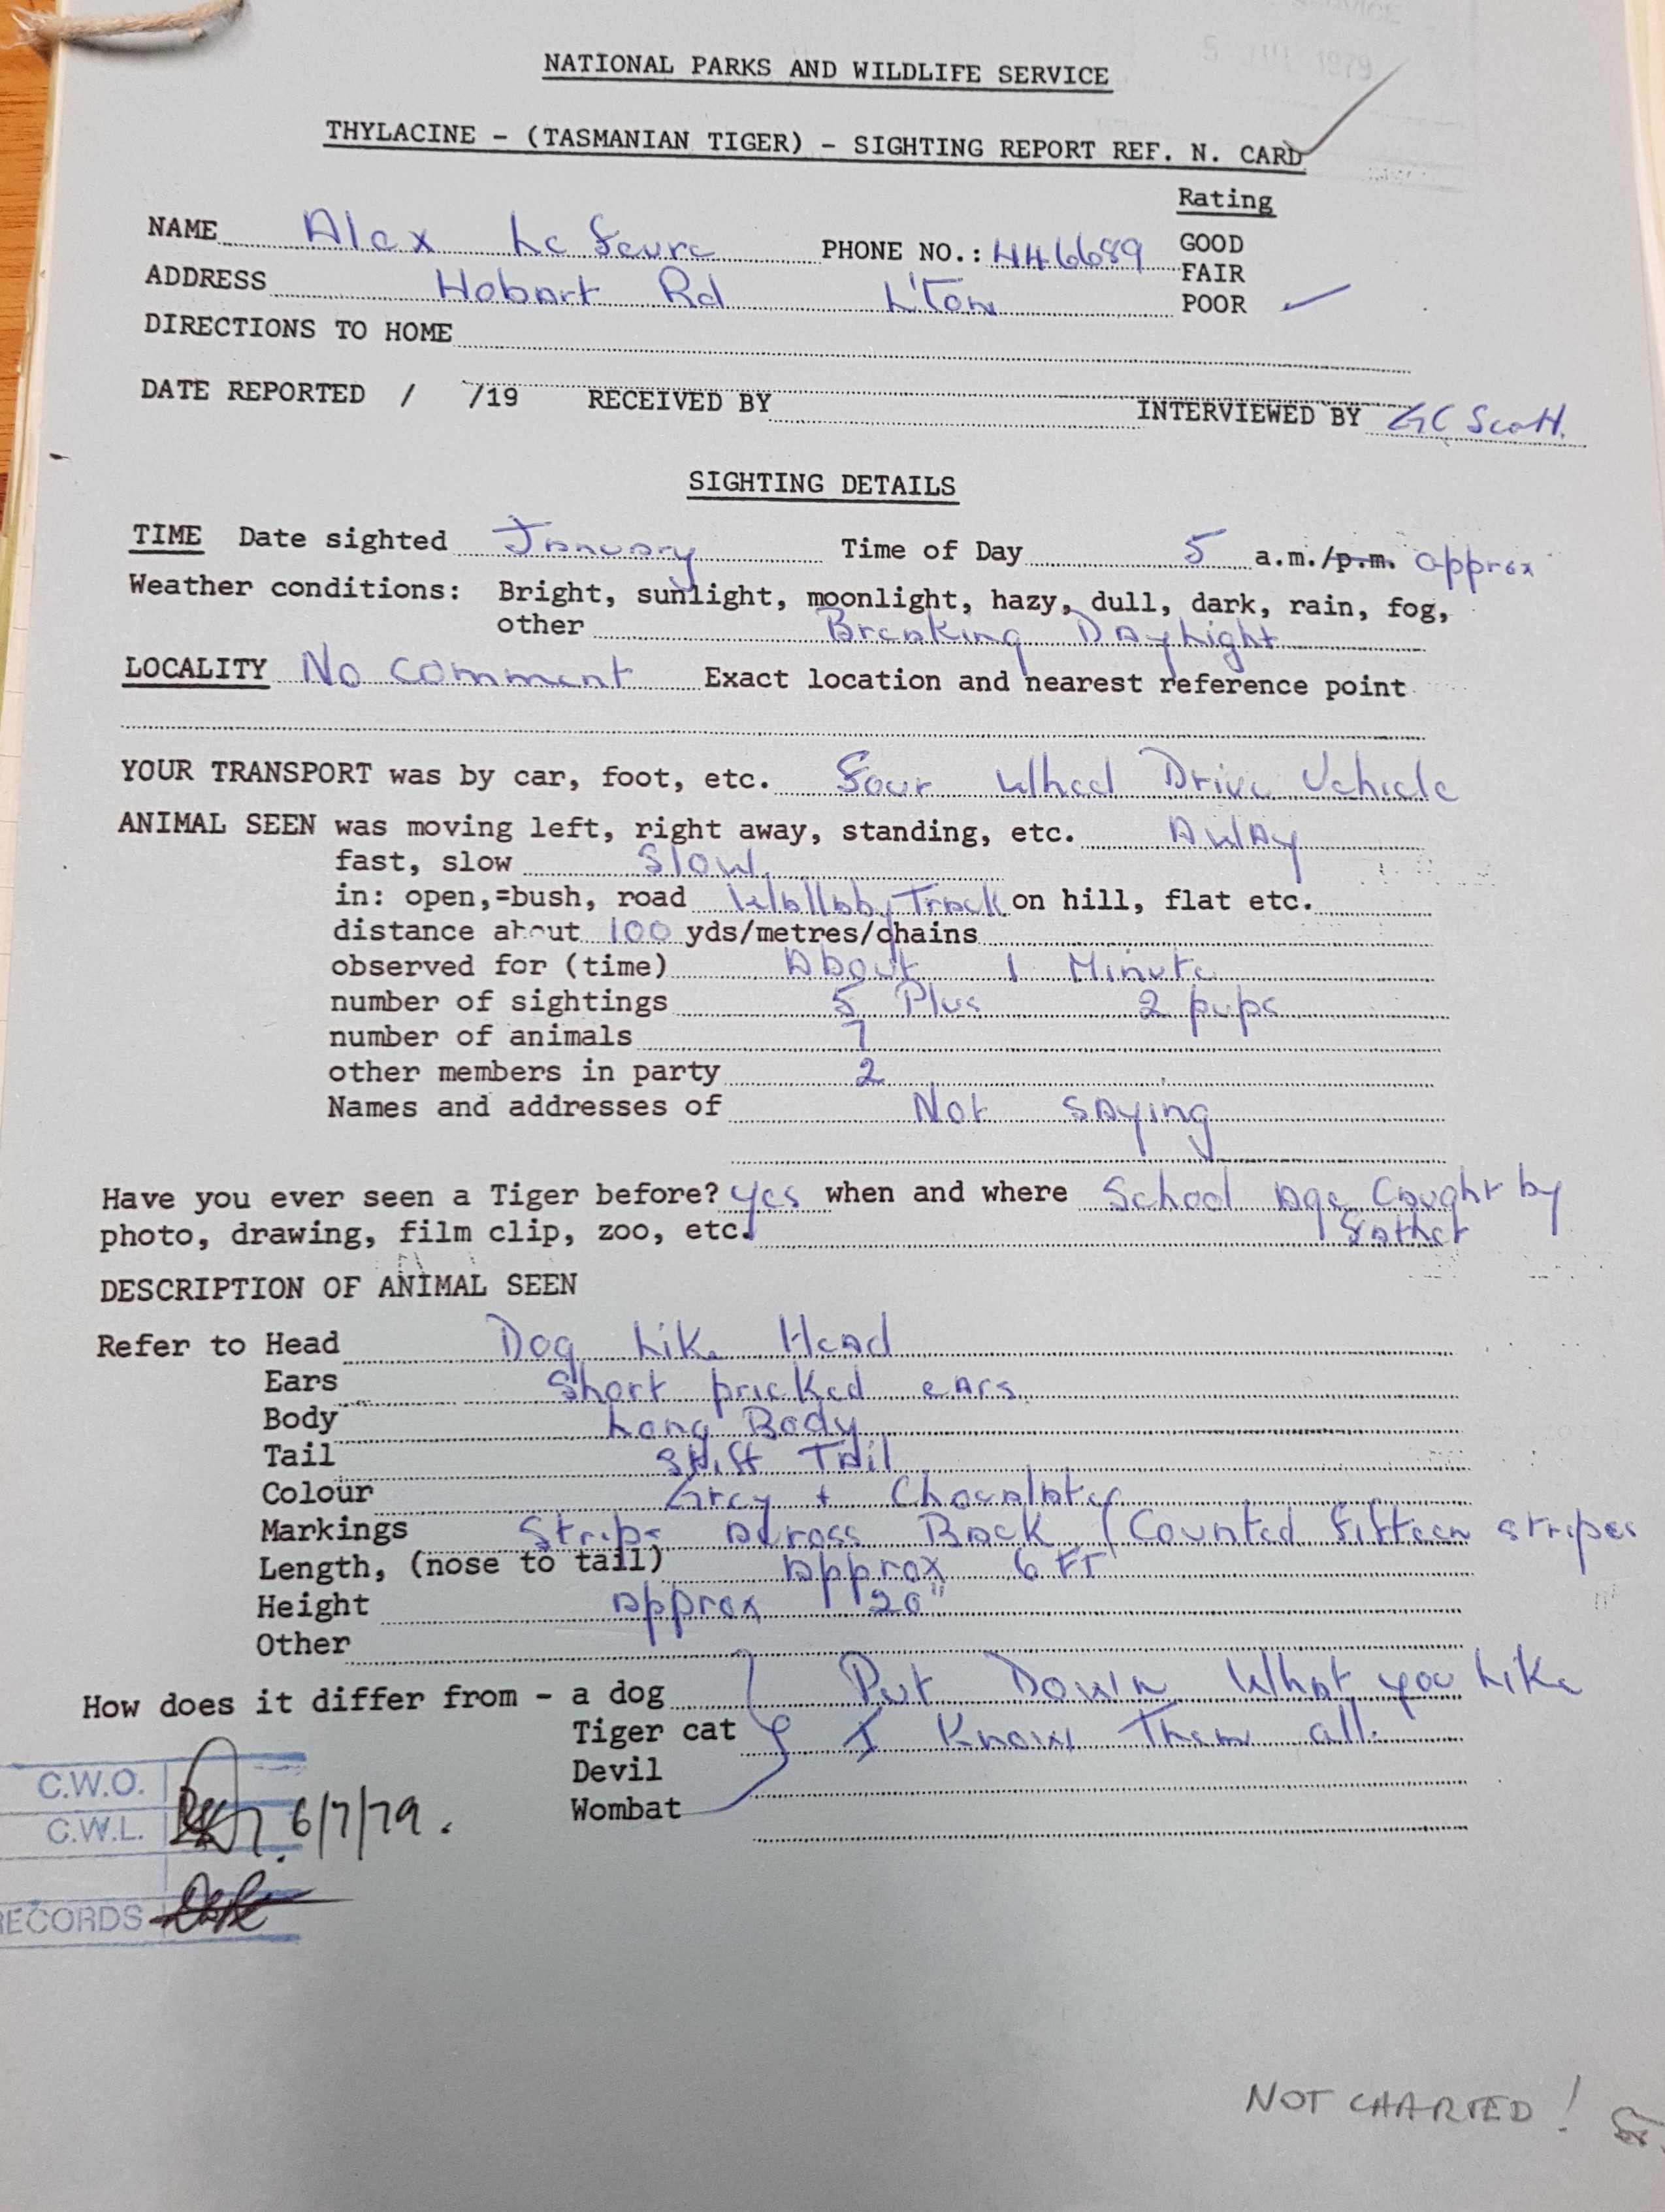 5 JUL 1979
NATIONAL PARKS AND WILDLIFE SERVICE
THYLACINE - (TASMANIAN TIGER) - SIGHTING REPORT REF. N. CARD
Rating
NAME Alex Le Fevre PHONE NO.: 446689 GOOD
FAIR
ADDRESS Hobart Rd L'Ton POOR ✓
DIRECTIONS TO HOME
DATE REPORTED / /19 RECEIVED BY INTERVIEWED BY GC Scott.
SIGHTING DETAILS
TIME Date sighted January Time of Day 5 a.m./p.m. approx
Weather conditions: Bright, sunlight, moonlight, hazy, dull, dark, rain, fog,
other Breaking DayLight
LOCALITY No comment Exact location and nearest reference point
YOUR TRANSPORT was by car, foot, etc. Four Wheel Drive Vehicle
ANIMAL SEEN was moving left, right away, standing, etc. AWAY
fast, slow Slow.
in: open,=bush, road Wallaby Track on hill, flat etc.
distance about 100 yds/metres/chains
observed for (time) About 1 Minute
number of sightings 5 Plus 2 pups
number of animals 7
other members in party 2
Names and addresses of Not saying
Have you ever seen a Tiger before? yes when and where School age Caught by
photo, drawing, film clip, zoo, etc. Father
DESCRIPTION OF ANIMAL SEEN
Refer to Head Dog Like Head
Ears Short pricked ears
Body Long Body
Tail Stift Tail
Colour Grey + Chocolate
Markings Strips across Back (Counted fifteen stripes
Length, (nose to tail) approx 6 FT
Height approx 20"
Other
How does it differ from - a dog Put Down What you Like
Tiger cat I Know Them all.
Devil
Wombat
C.W.O.
C.W.L. 6/7/79.
RECORDS
NOT CHARTED!